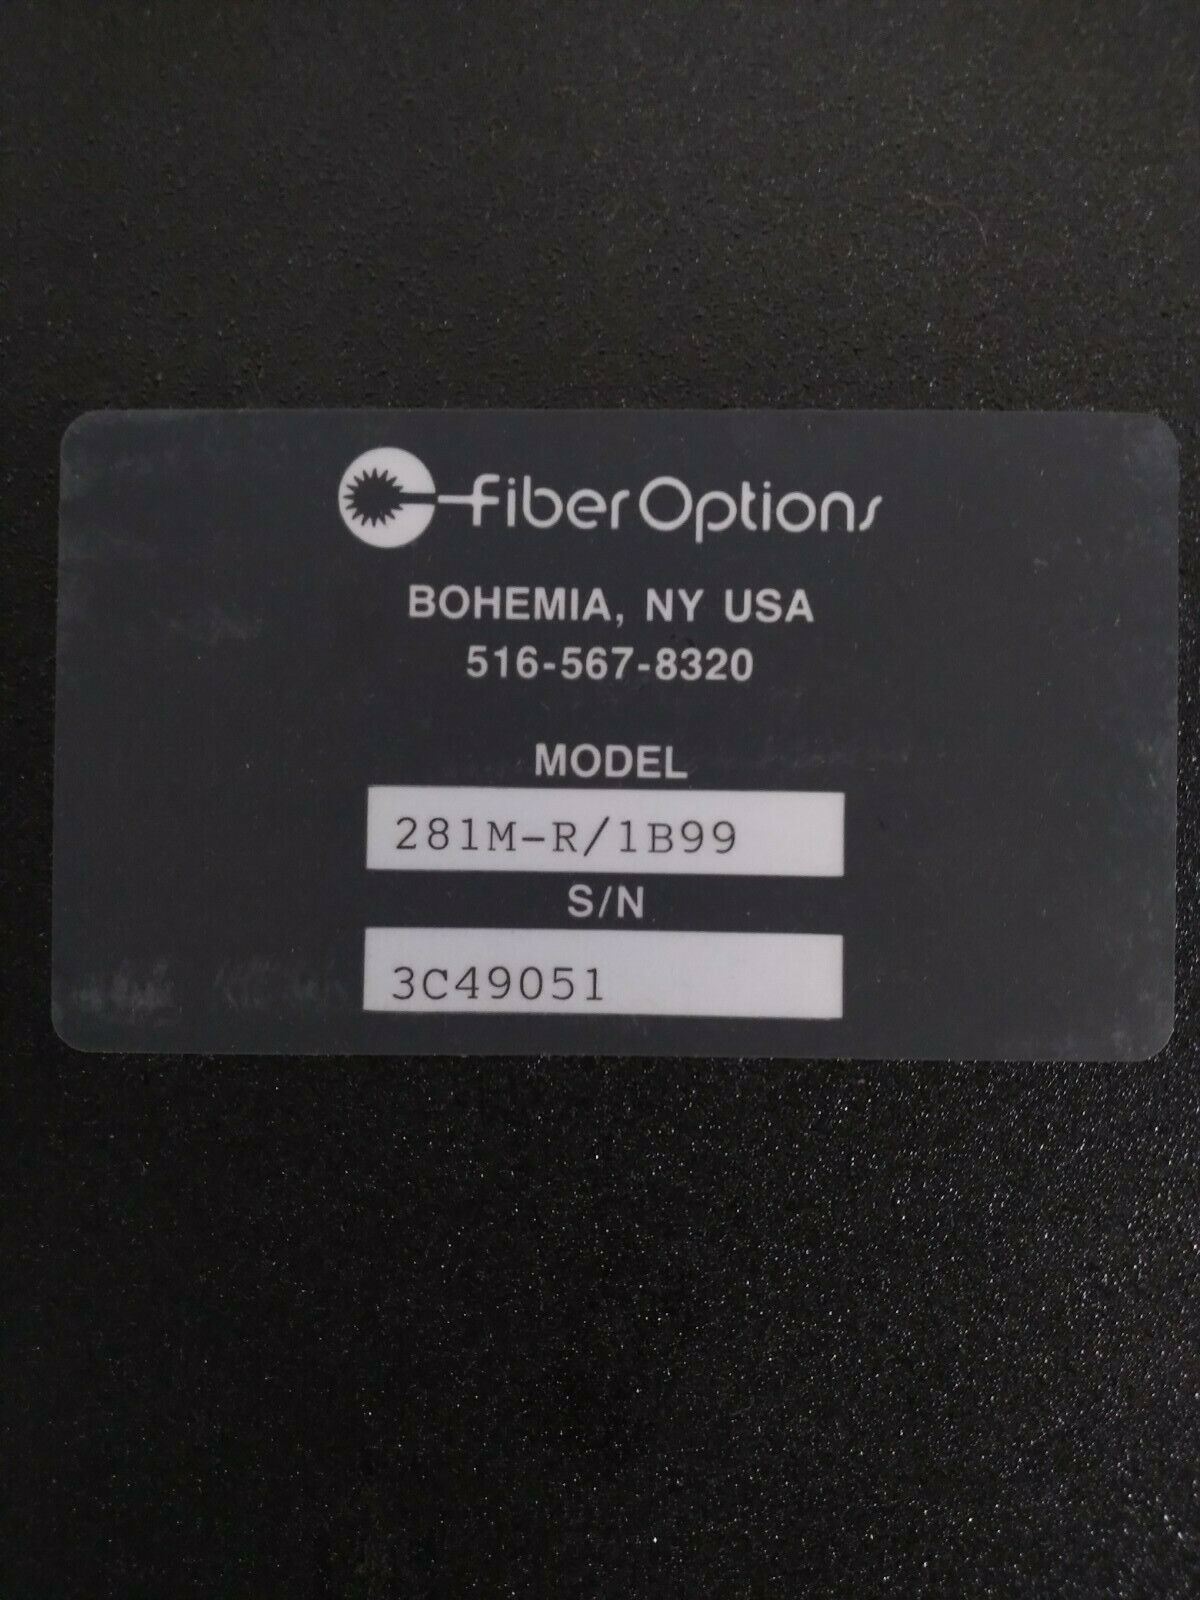 fiberOptions
BOHEMIA, NY USA
516-567-8320
MODEL
281M-R/1B99
S/N
3C49051